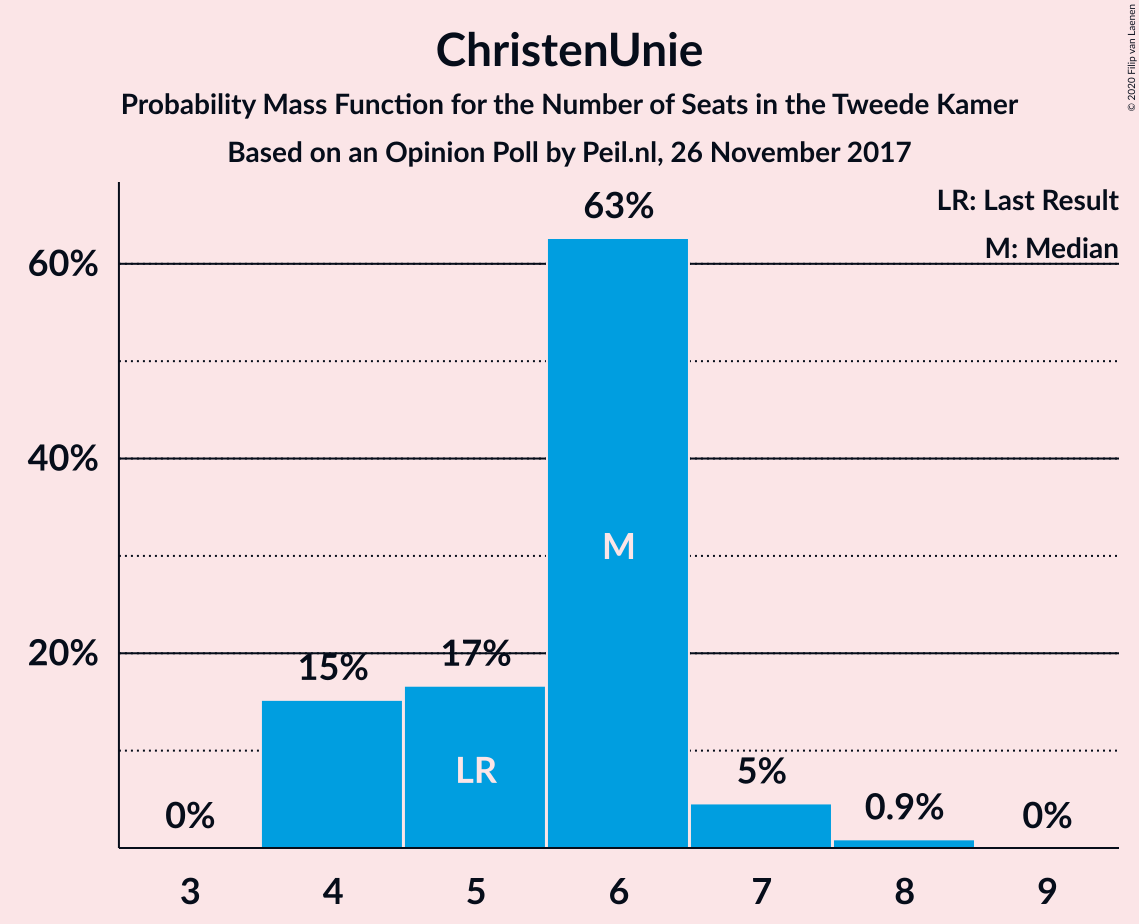 ChristenUnie
Probability Mass Function for the Number of Seats in the Tweede Kamer
Based on an Opinion Poll by Peil.nl, 26 November 2017
© 2020 Filip van Laenen
LR: Last Result
M: Median
60%
40%
20%
0%
15%
17%
63%
5%
0.9%
0%
LR
M
3 4 5 6 7 8 9